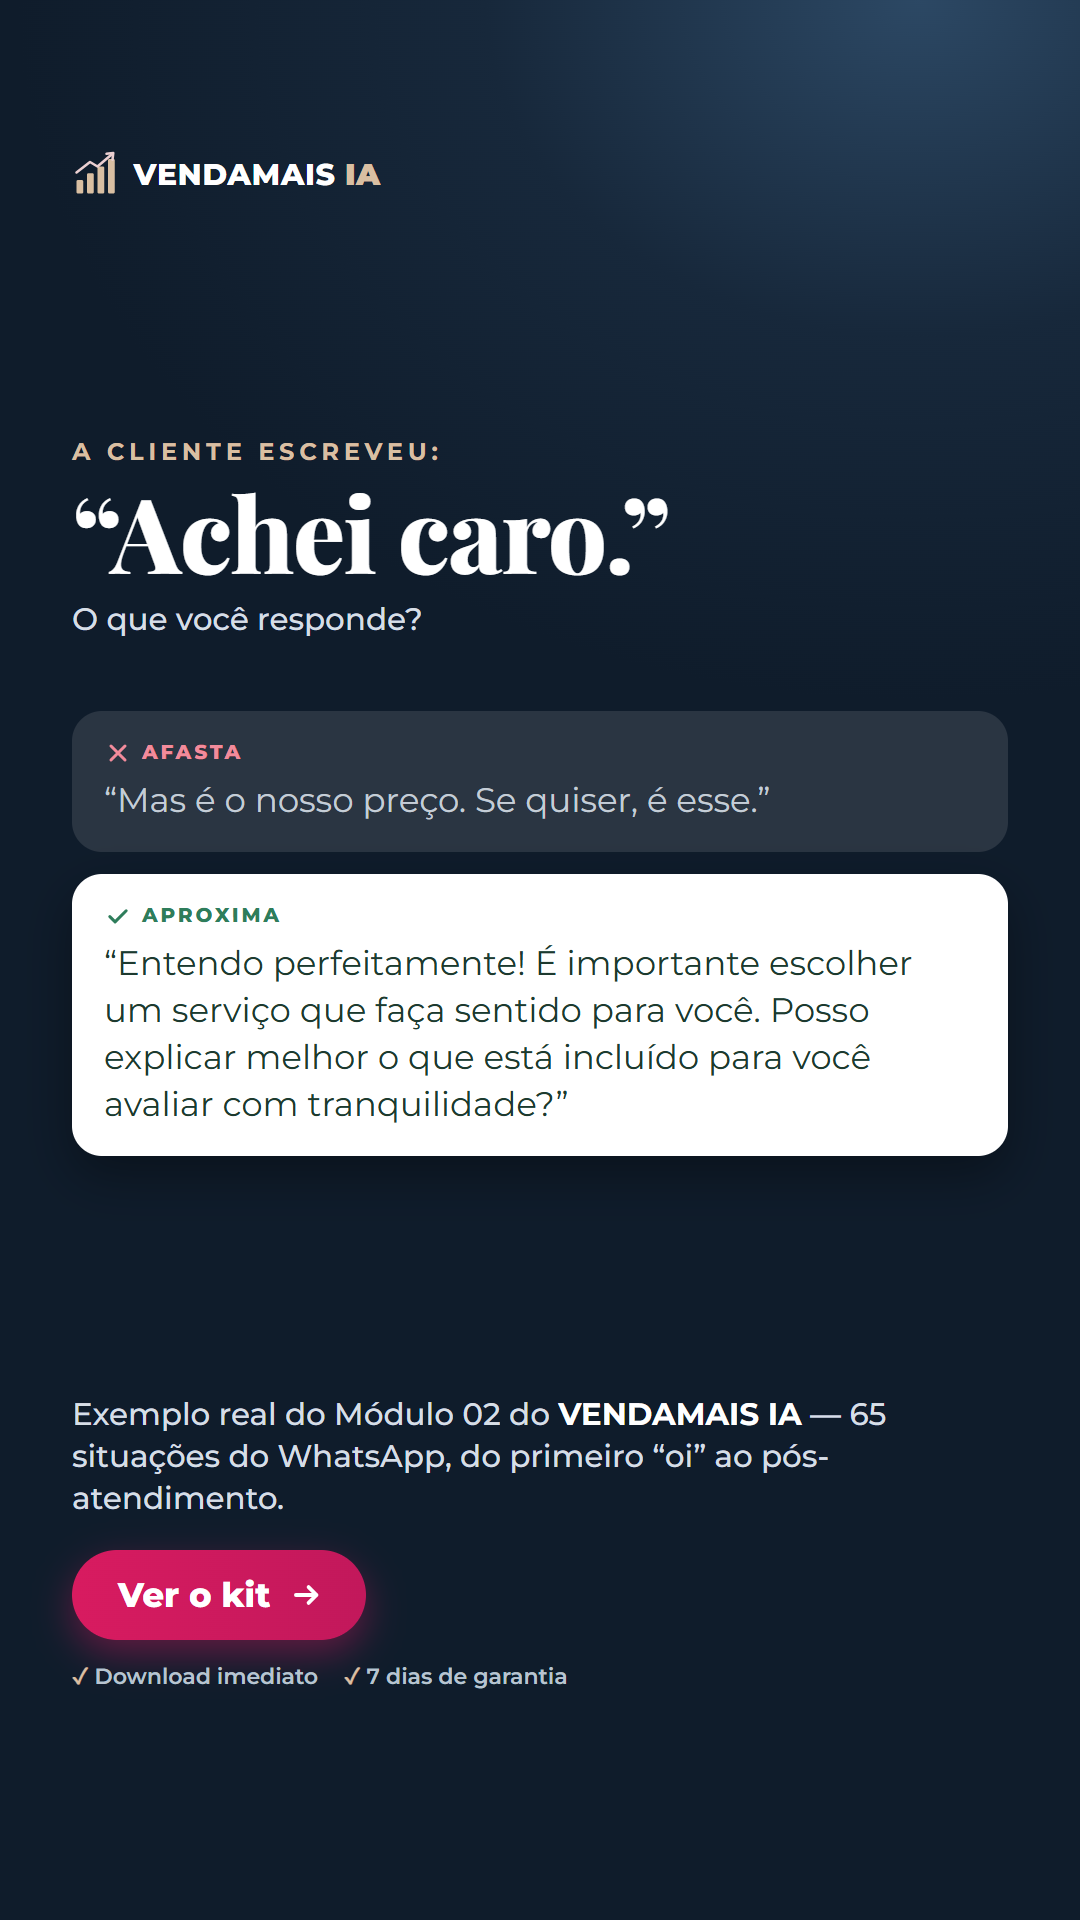 VENDAMAIS IA
A CLIENTE ESCREVEU:
“Achei caro.”
O que você responde?
AFASTA
“Mas é o nosso preço. Se quiser, é esse.”
APROXIMA
“Entendo perfeitamente! É importante escolher
um serviço que faça sentido para você. Posso
explicar melhor o que está incluído para você
avaliar com tranquilidade?”
Exemplo real do Módulo 02 do VENDAMAIS IA — 65
situações do WhatsApp, do primeiro “oi” ao pós-
atendimento.
Ver o kit →
✓ Download imediato ✓ 7 dias de garantia